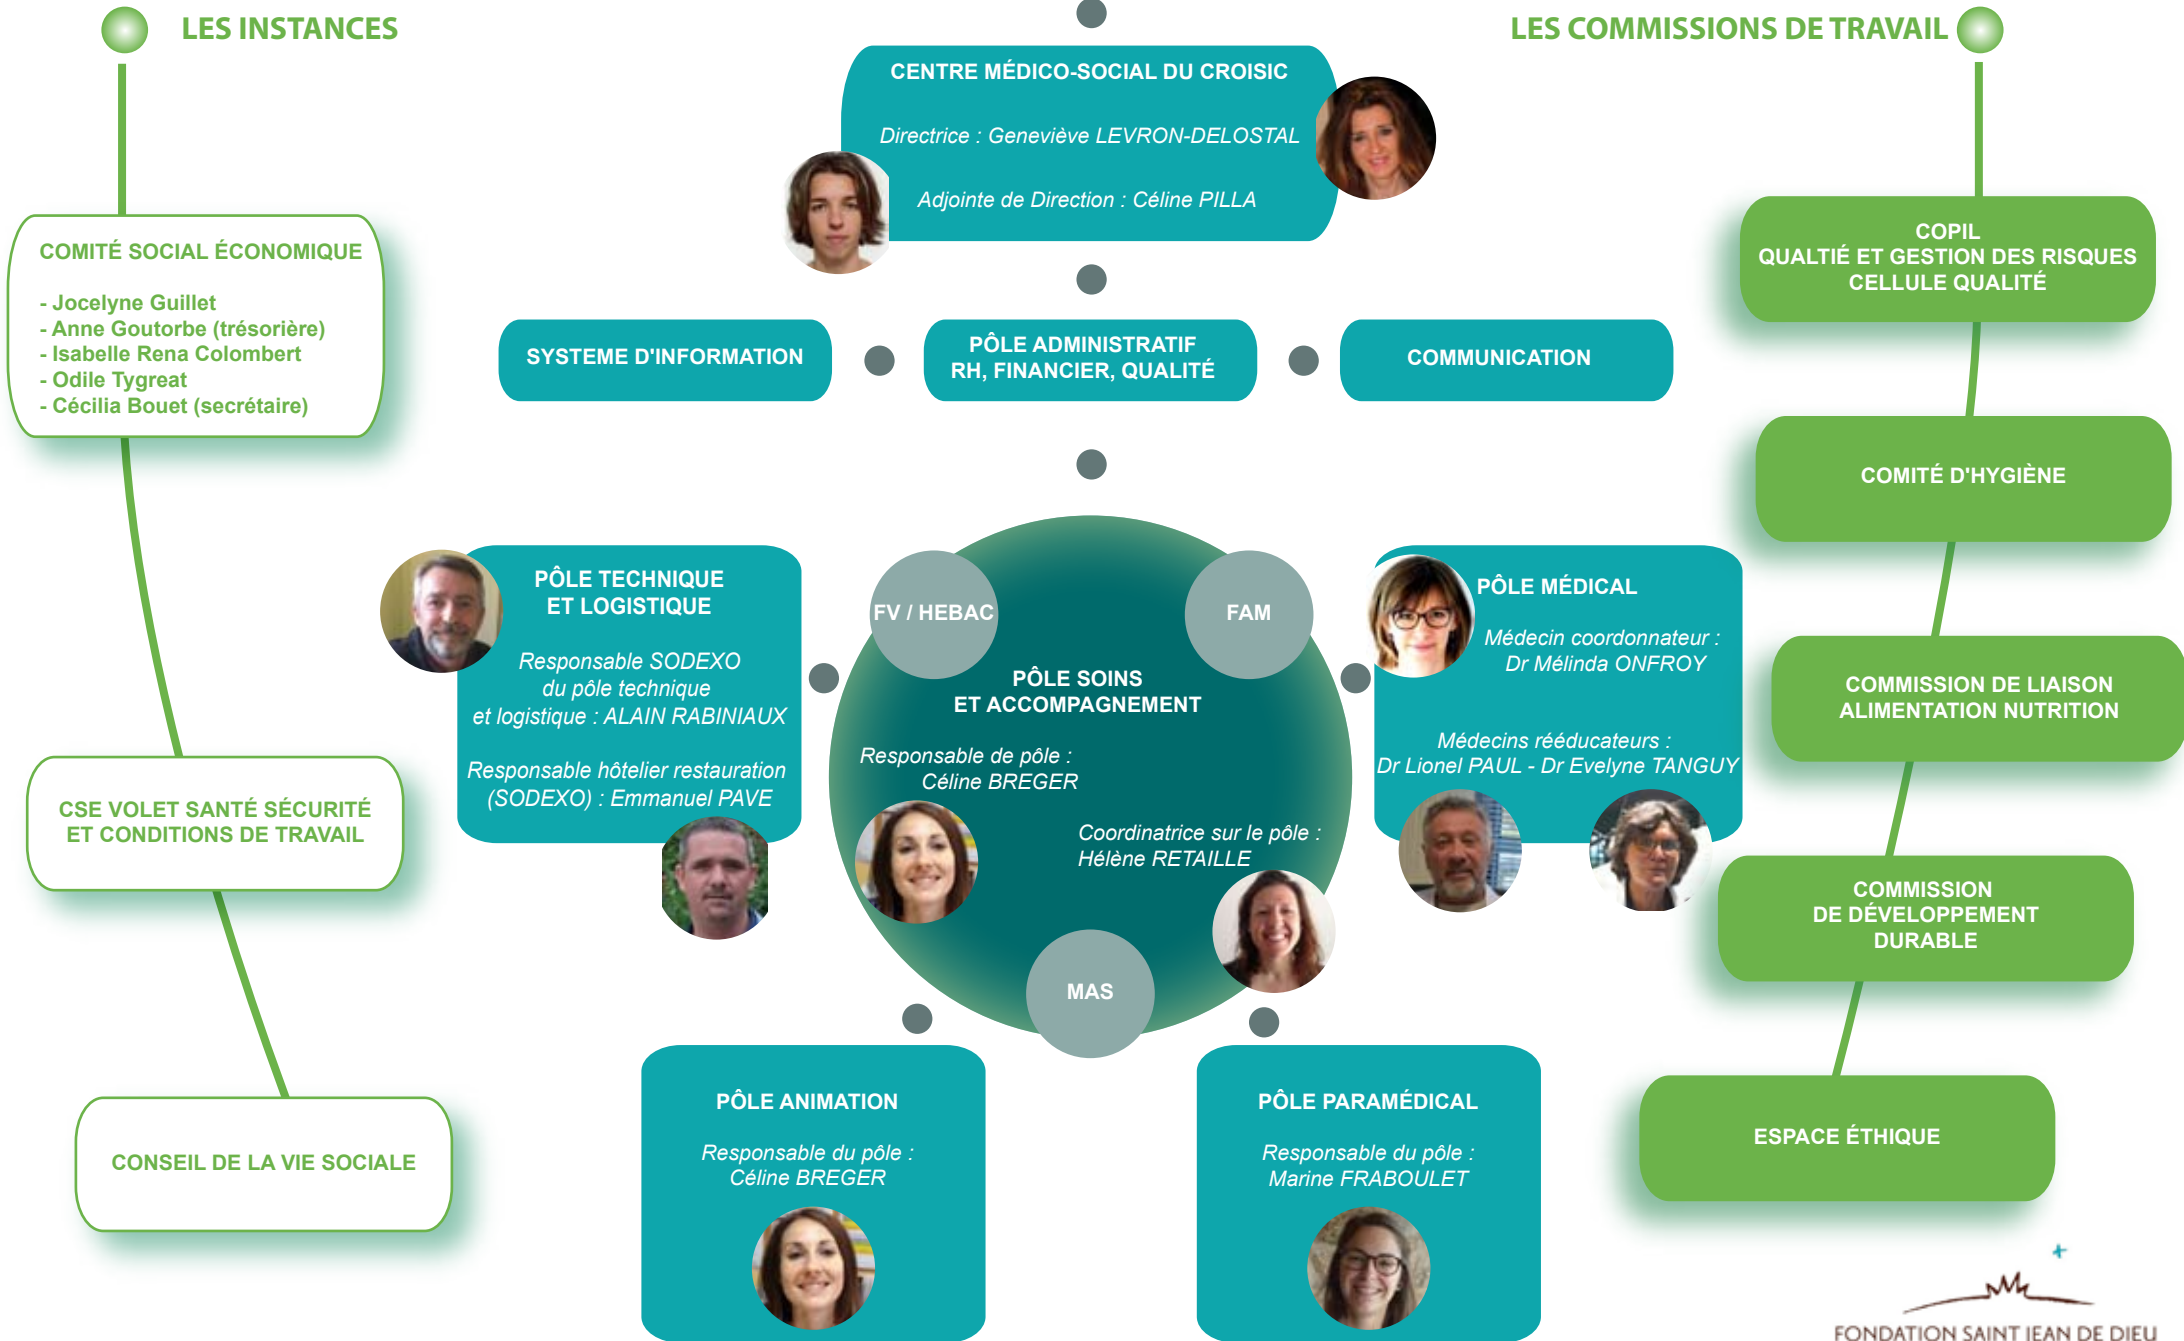 LES INSTANCES
COMITÉ SOCIAL ÉCONOMIQUE
- Jocelyne Guillet
- Anne Goutorbe (trésorière)
- Isabelle Rena Colombert
- Odile Tygreat
- Cécilia Bouet (secrétaire)
CSE VOLET SANTÉ SÉCURITÉ
ET CONDITIONS DE TRAVAIL
CONSEIL DE LA VIE SOCIALE
CENTRE MÉDICO-SOCIAL DU CROISIC
Directrice : Geneviève LEVRON-DELOSTAL
Adjointe de Direction : Céline PILLA
SYSTEME D'INFORMATION
PÔLE ADMINISTRATIF
RH, FINANCIER, QUALITÉ
COMMUNICATION
PÔLE TECHNIQUE
ET LOGISTIQUE
Responsable SODEXO
du pôle technique
et logistique : ALAIN RABINIAUX
Responsable hôtelier restauration
(SODEXO) : Emmanuel PAVE
FV / HEBAC
FAM
PÔLE SOINS
ET ACCOMPAGNEMENT
Responsable de pôle :
Céline BREGER
Coordinatrice sur le pôle :
Hélène RETAILLE
MAS
PÔLE MÉDICAL
Médecin coordonnateur :
Dr Mélinda ONFROY
Médecins rééducateurs :
Dr Lionel PAUL - Dr Evelyne TANGUY
PÔLE ANIMATION
Responsable du pôle :
Céline BREGER
PÔLE PARAMÉDICAL
Responsable du pôle :
Marine FRABOULET
LES COMMISSIONS DE TRAVAIL
COPIL
QUALTIÉ ET GESTION DES RISQUES
CELLULE QUALITÉ
COMITÉ D'HYGIÈNE
COMMISSION DE LIAISON
ALIMENTATION NUTRITION
COMMISSION
DE DÉVELOPPEMENT
DURABLE
ESPACE ÉTHIQUE
FONDATION SAINT JEAN DE DIEU